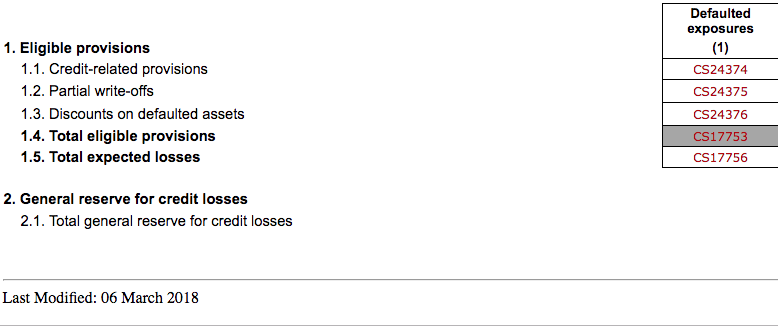 Defaulted
exposures
(1)
1. Eligible provisions
1.1. Credit-related provisions CS24374
1.2. Partial write-offs CS24375
1.3. Discounts on defaulted assets CS24376
1.4. Total eligible provisions CS17753
1.5. Total expected losses CS17756
2. General reserve for credit losses
2.1. Total general reserve for credit losses
Last Modified: 06 March 2018